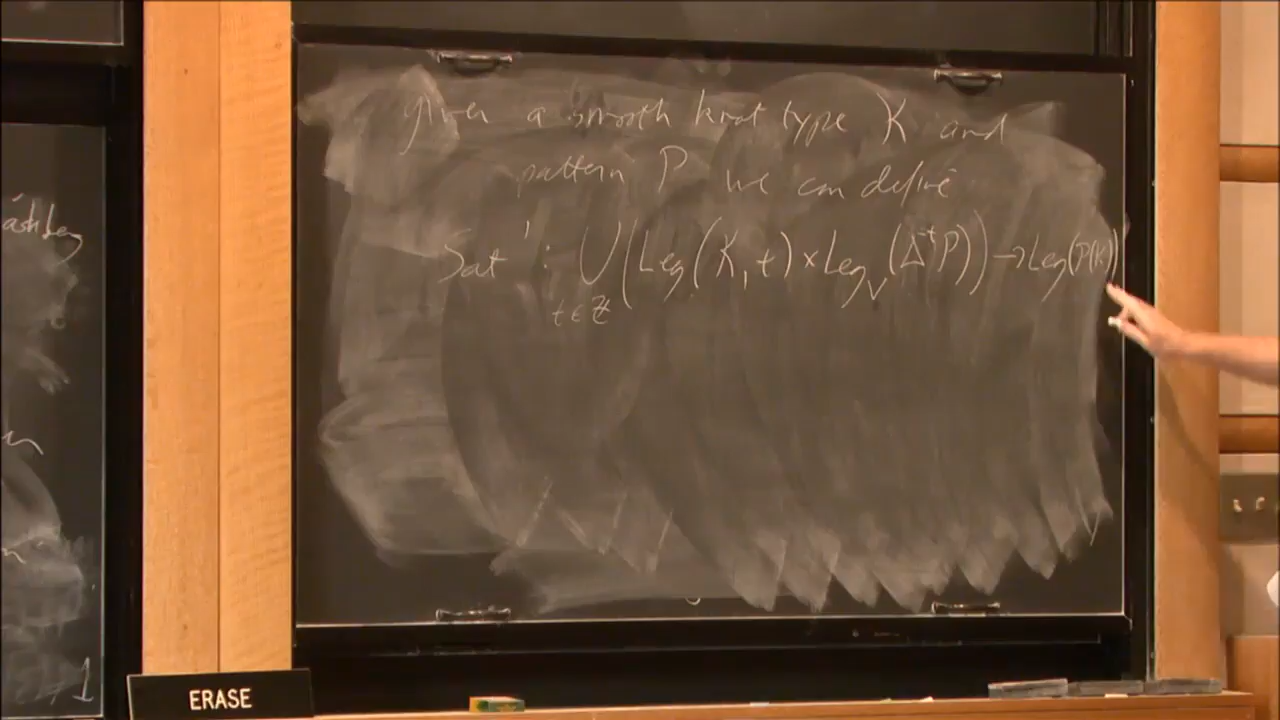 given a smooth knot type K and
pattern P we can define
Sat' : ⋃ (Leg(K,t) × Leg_V(Δ^{-t}P)) → Leg(P(K))
t∈ℤ
ERASE